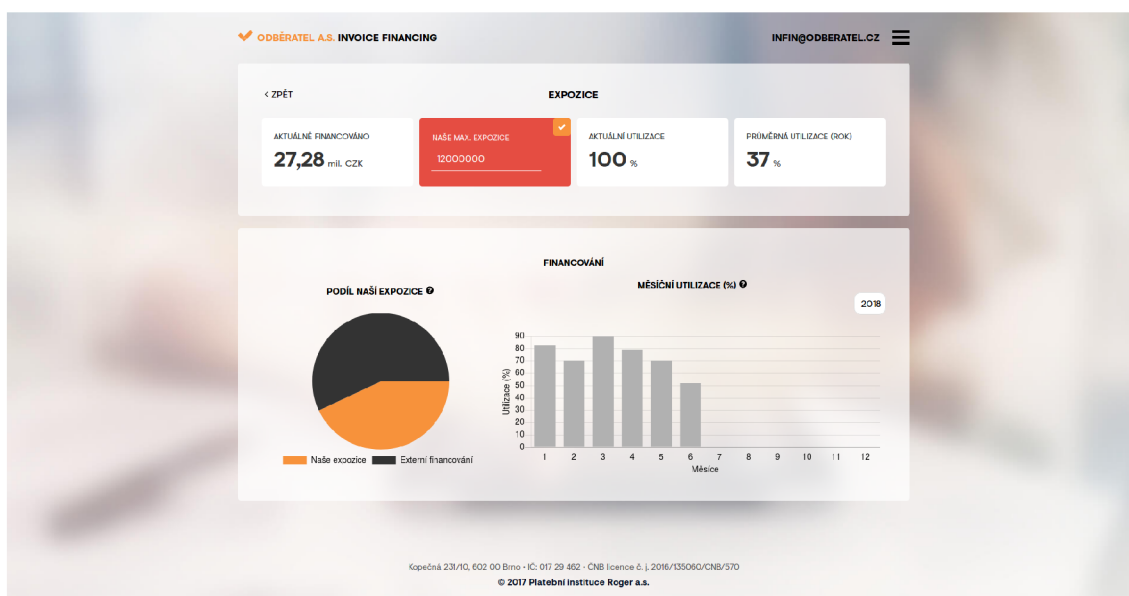 ODBĚRATEL A.S. INVOICE FINANCING
INFIN@ODBERATEL.CZ
< ZPĚT
EXPOZICE
AKTUÁLNĚ FINANCOVÁNO
27,28 mil. CZK
NAŠE MAX. EXPOZICE
12000000
AKTUÁLNÍ UTILIZACE
100 %
PRŮMĚRNÁ UTILIZACE (ROK)
37 %
FINANCOVÁNÍ
PODÍL NAŠÍ EXPOZICE ?
Naše expozice Externí financování
MĚSÍČNÍ UTILIZACE (%) ?
2018
Utilizace (%)
90
80
70
60
50
40
30
20
10
0
1 2 3 4 5 6 7 8 9 10 11 12
Měsíce
Kopečná 231/10, 602 00 Brno • IČ: 017 29 462 • ČNB licence č. j. 2016/135060/CNB/570
© 2017 Platební instituce Roger a.s.